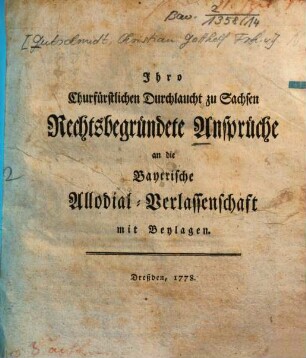 Bav. 2
1358/14
[Gutschmidt, Christian Gotthelf Frh. v.]
Ihro
Churfürstlichen Durchlaucht zu Sachsen
Rechtsbegründete Ansprüche
an die
Bayerische
Allodial-Verlassenschaft
mit Beylagen.
Dreßden, 1778.